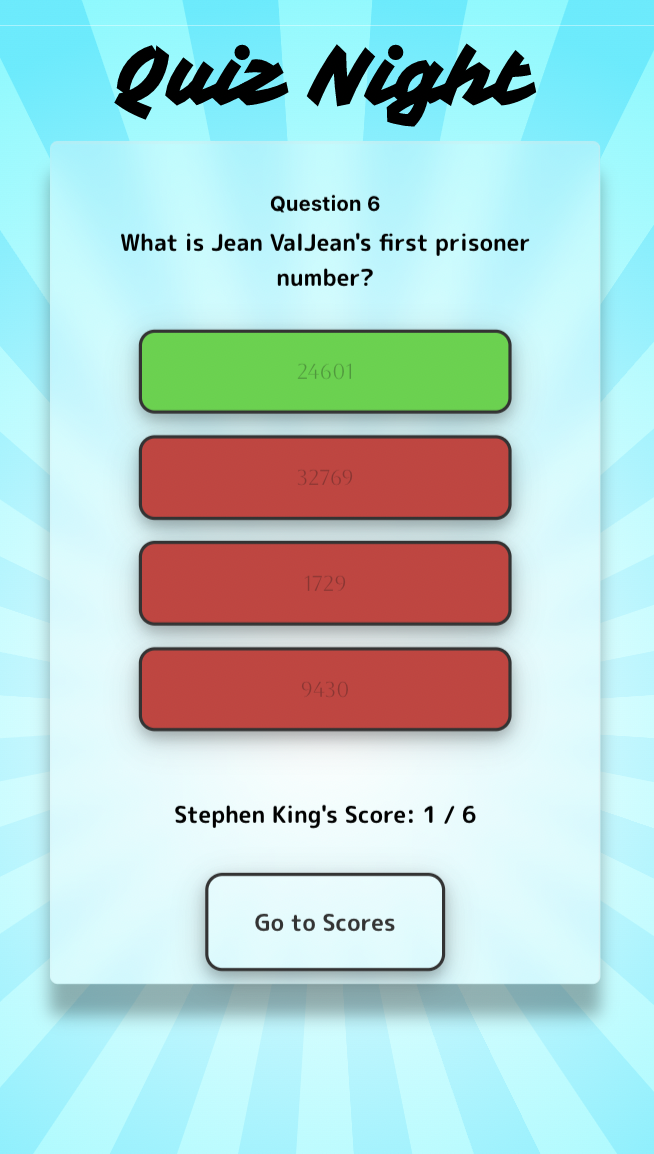 Quiz Night
Question 6
What is Jean ValJean's first prisoner
number?
24601
32769
1729
9430
Stephen King's Score: 1 / 6
Go to Scores